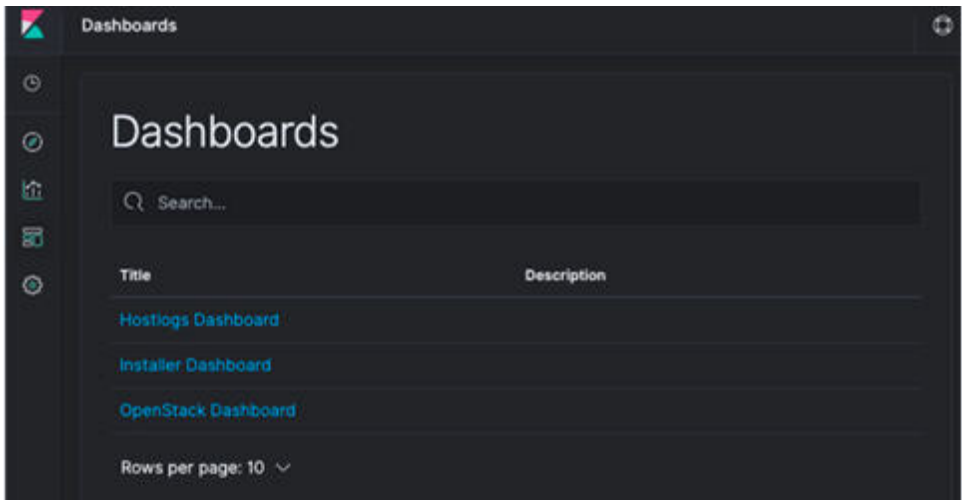 Dashboards
Dashboards
Search...
Title Description
Hostlogs Dashboard
Installer Dashboard
OpenStack Dashboard
Rows per page: 10